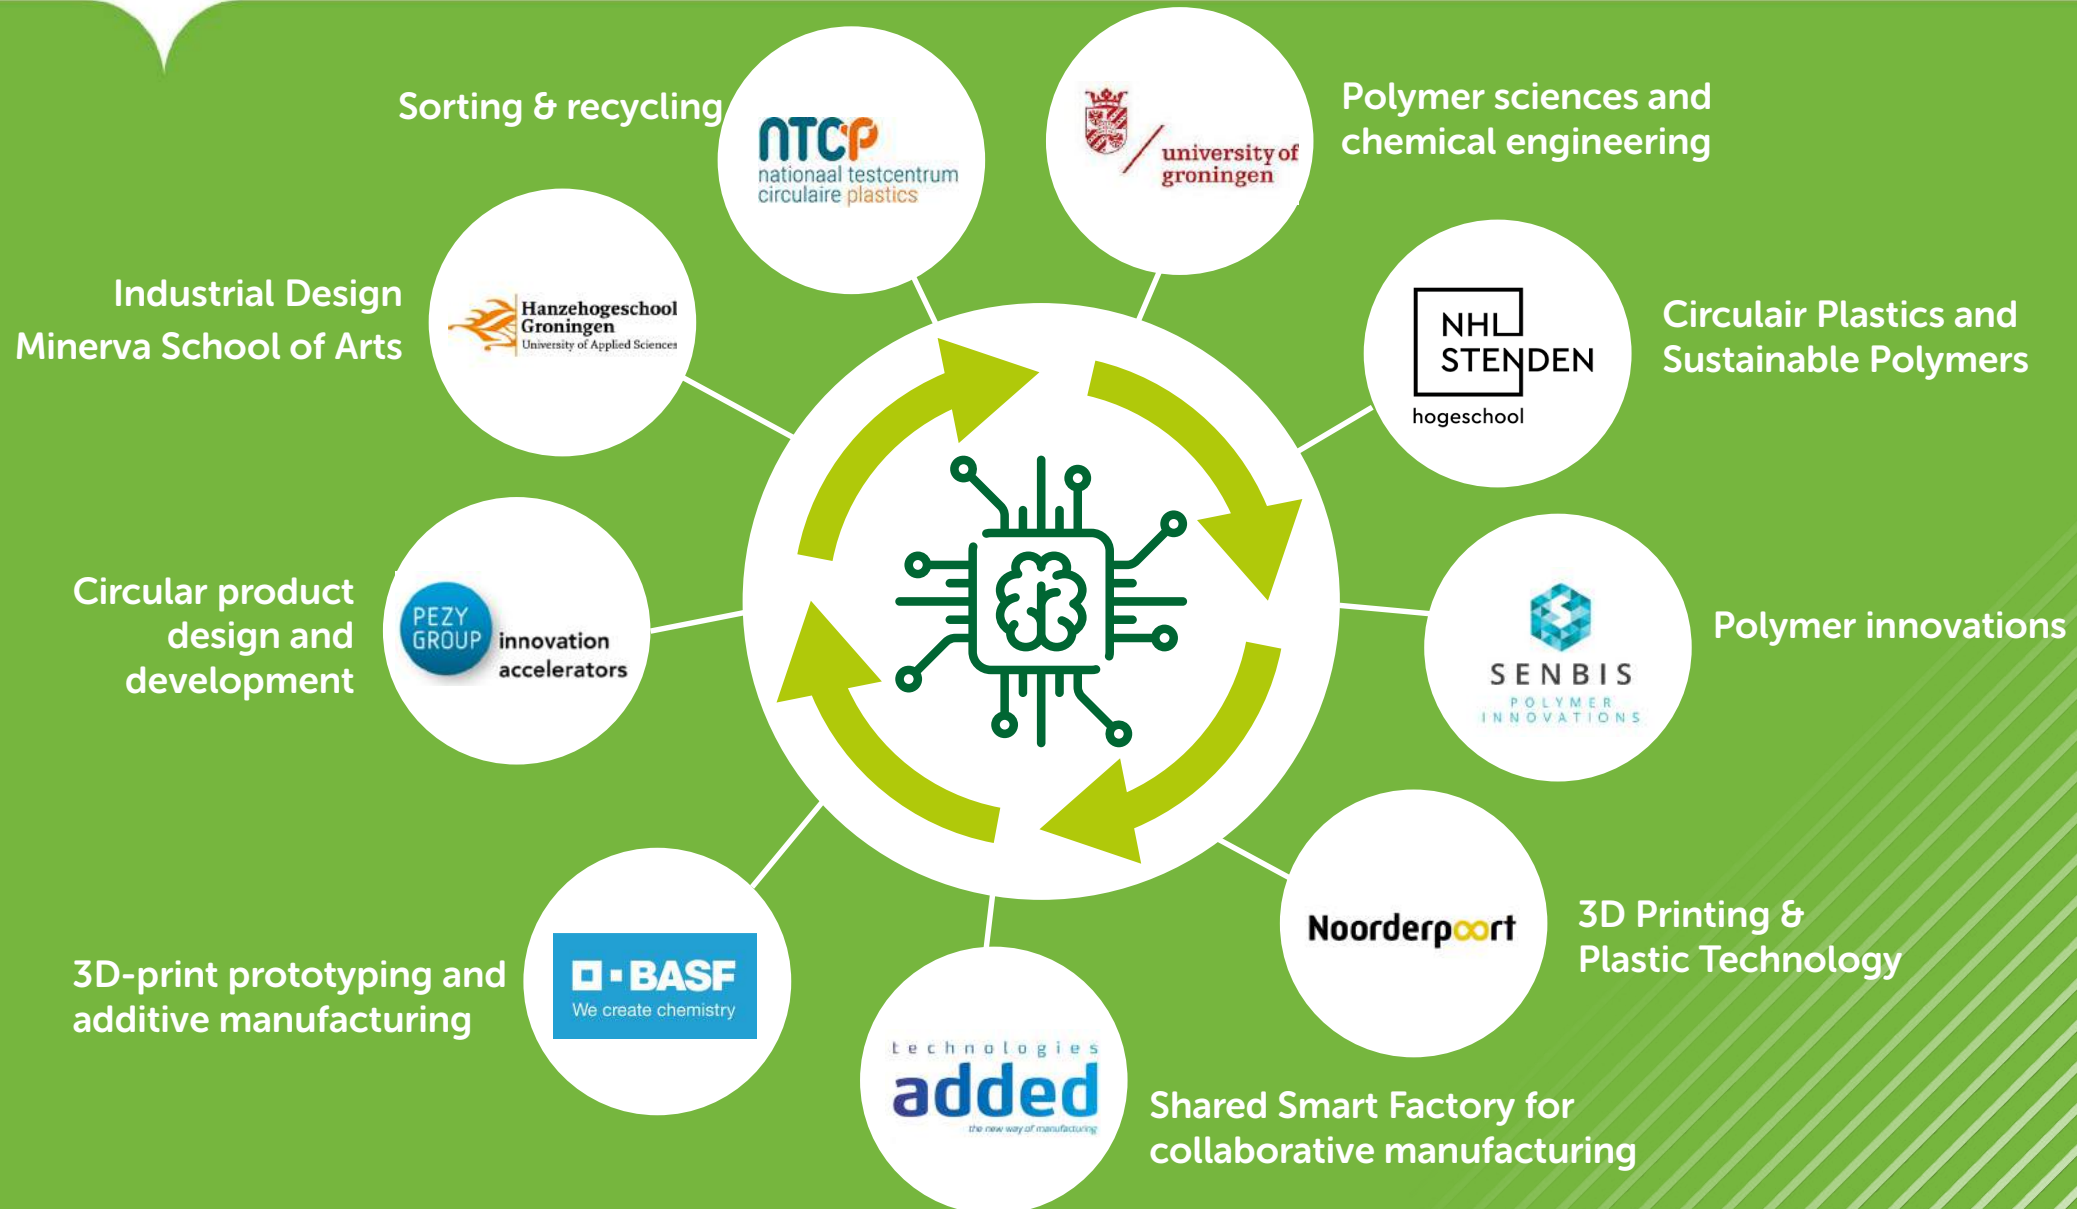 Sorting & recycling
nTCP
nationaal testcentrum
circulaire plastics
university of
groningen
Polymer sciences and
chemical engineering
Industrial Design
Minerva School of Arts
Hanzehogeschool
Groningen
University of Applied Sciences
NHL
STENDEN
hogeschool
Circulair Plastics and
Sustainable Polymers
Circular product
design and
development
PEZY
GROUP
innovation
accelerators
SENBIS
POLYMER
INNOVATIONS
Polymer innovations
3D-print prototyping and
additive manufacturing
BASF
We create chemistry
Noorderpoort
3D Printing &
Plastic Technology
technologies
added
the new way of manufacturing
Shared Smart Factory for
collaborative manufacturing